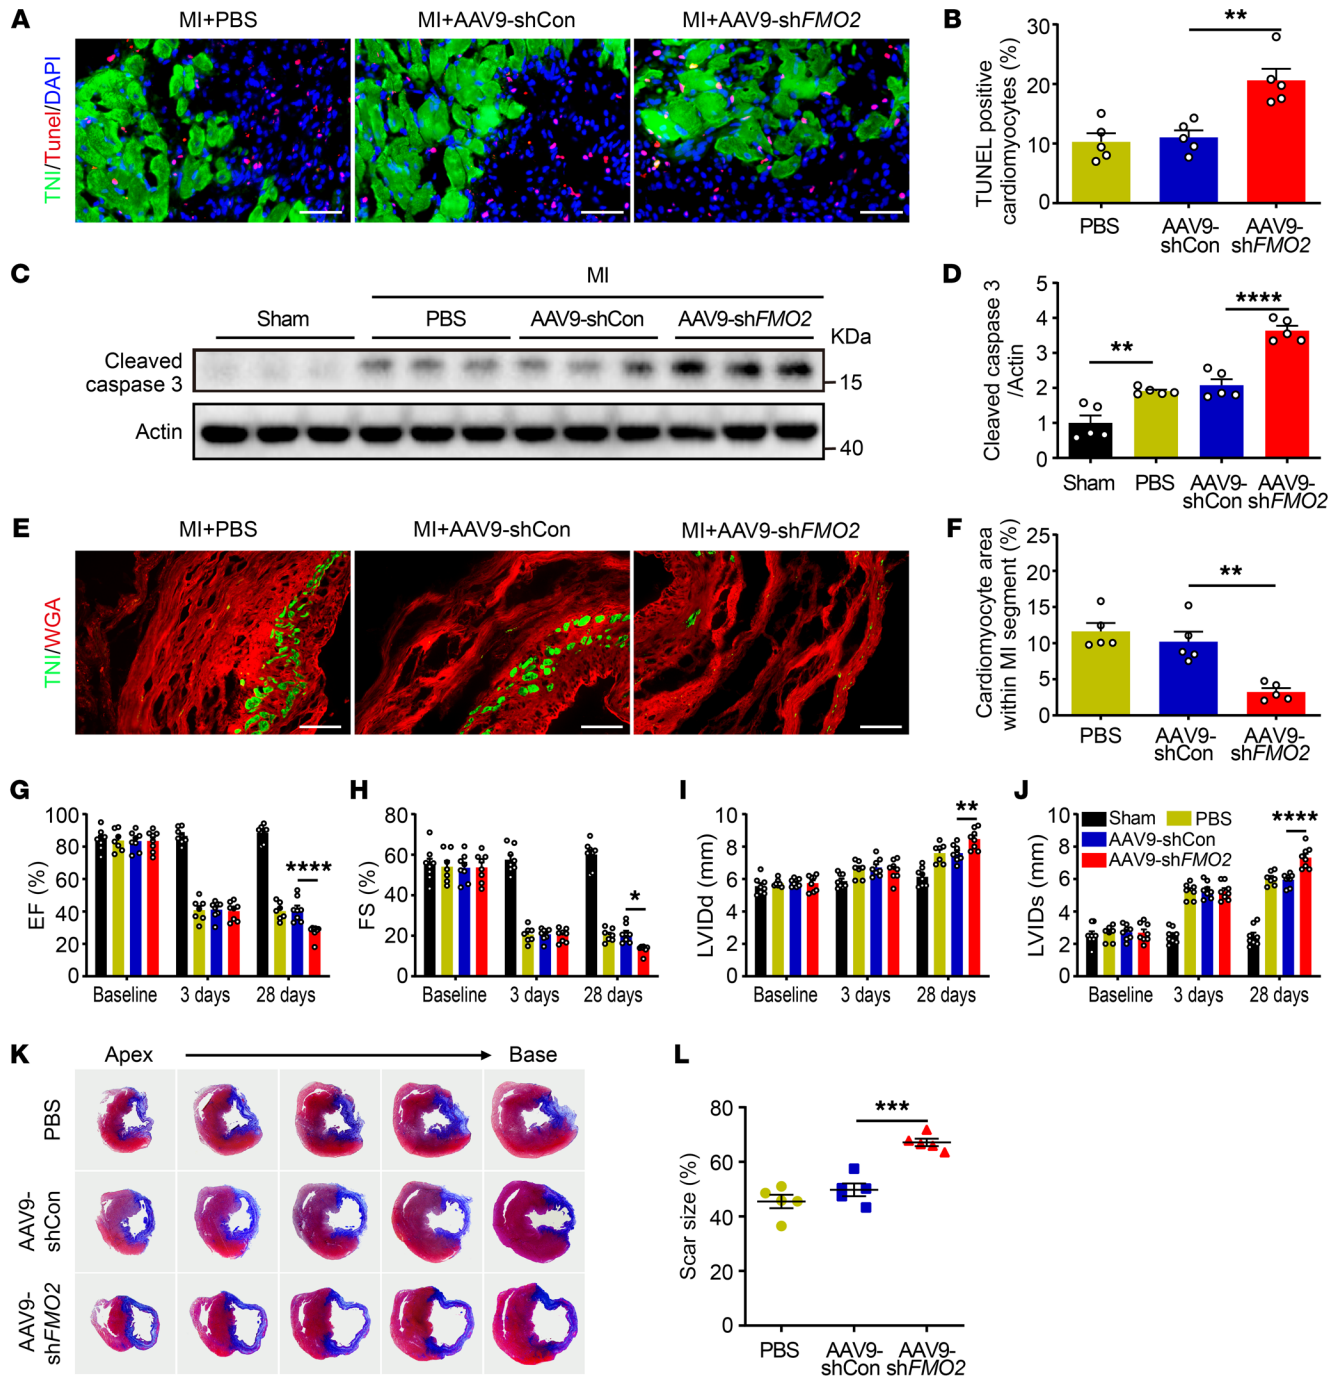 A
MI+PBS
MI+AAV9-shCon
MI+AAV9-shFMO2
TNI/Tunel/DAPI
B
TUNEL positive
cardiomyocytes (%)
30
20
10
0
**
PBS
AAV9-
shCon
AAV9-
shFMO2
C
MI
Sham
PBS
AAV9-shCon
AAV9-shFMO2
KDa
Cleaved
caspase 3
15
Actin
40
D
Cleaved caspase 3
/Actin
5
4
3
2
1
0
**
****
Sham
PBS
AAV9-
shCon
AAV9-
shFMO2
E
MI+PBS
MI+AAV9-shCon
MI+AAV9-shFMO2
TNI/WGA
F
Cardiomyocyte area
within MI segment (%)
25
20
15
10
5
0
**
PBS
AAV9-
shCon
AAV9-
shFMO2
G
EF (%)
100
80
60
40
20
0
****
Baseline
3 days
28 days
H
FS (%)
80
60
40
20
0
*
Baseline
3 days
28 days
I
LVIDd (mm)
10
8
6
4
2
0
**
Baseline
3 days
28 days
J
LVIDs (mm)
10
8
6
4
2
0
Sham
PBS
AAV9-shCon
AAV9-shFMO2
****
Baseline
3 days
28 days
K
Apex
Base
PBS
AAV9-
shCon
AAV9-
shFMO2
L
Scar size (%)
80
60
40
20
0
***
PBS
AAV9-
shCon
AAV9-
shFMO2